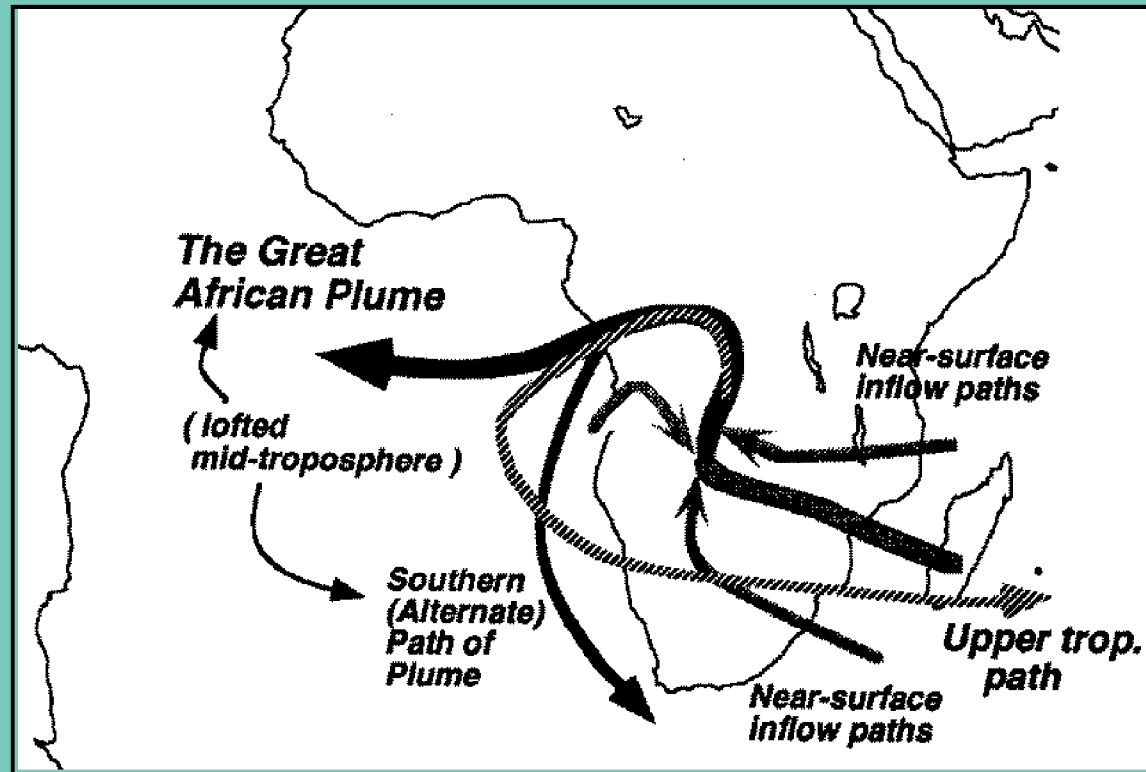 The Great
African Plume
(lofted
mid-troposphere)
Near-surface
inflow paths
Southern
(Alternate)
Path of
Plume
Upper trop.
path
Near-surface
inflow paths